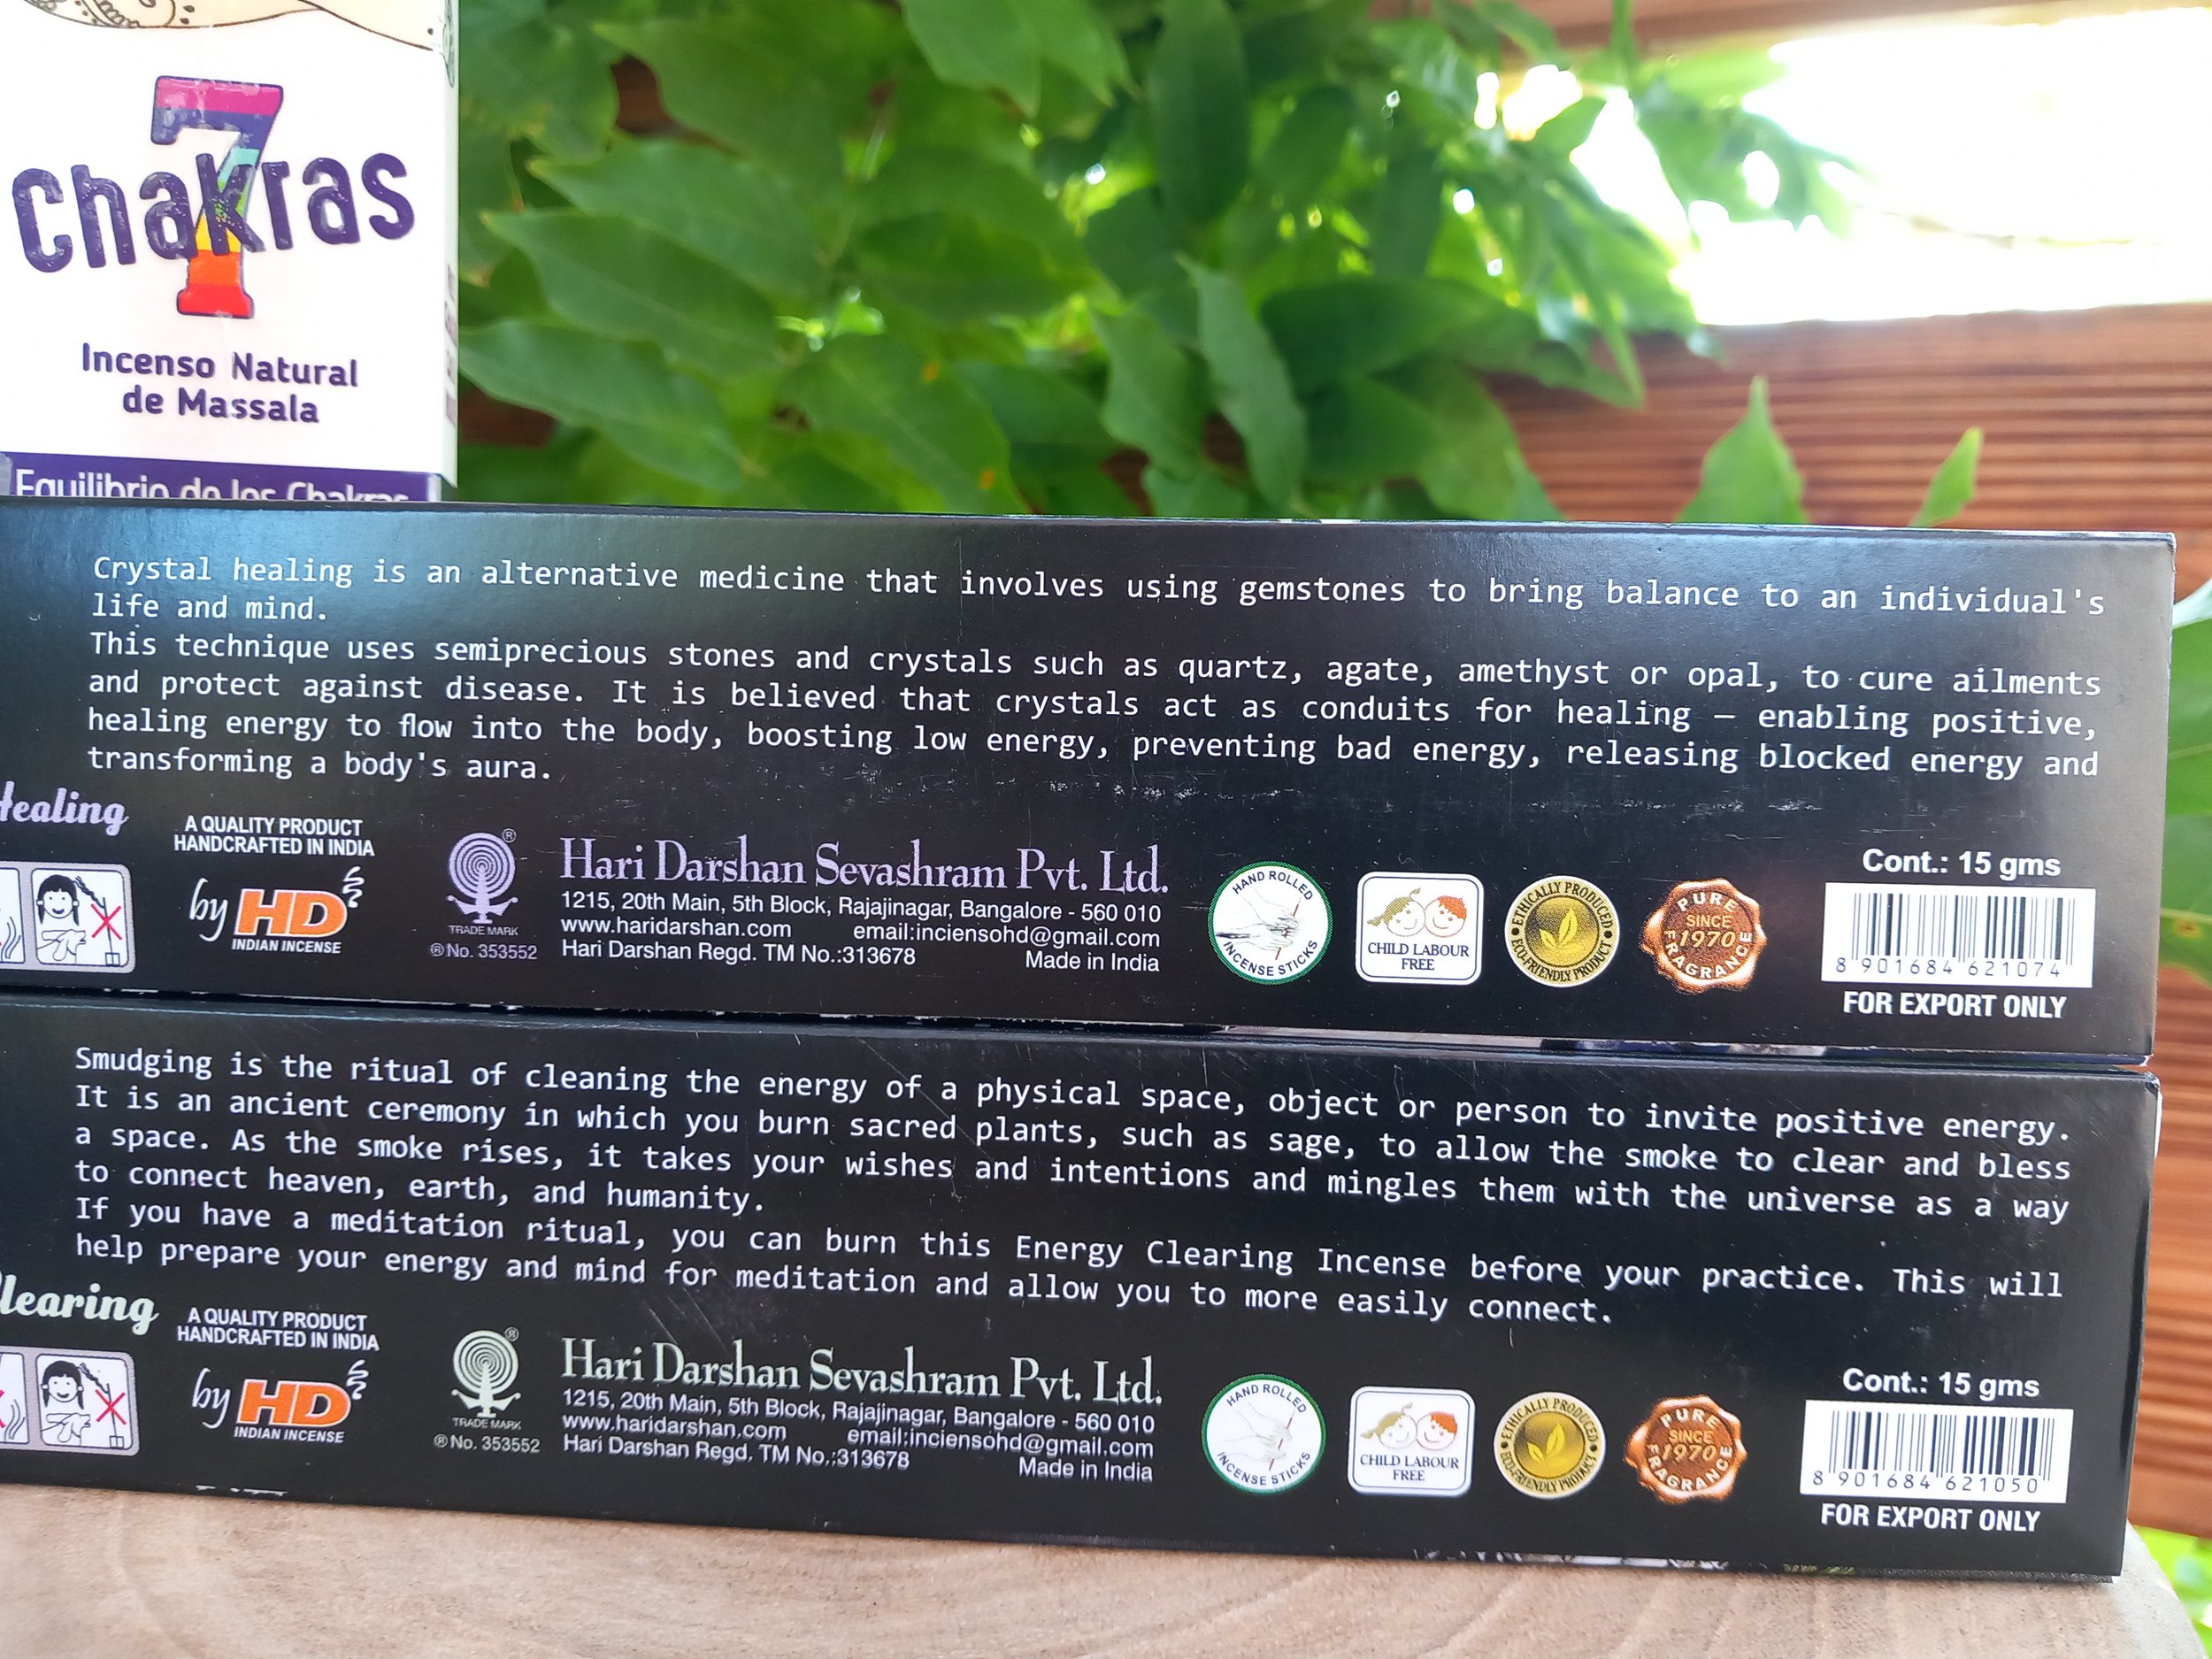 7
Chakras
Incenso Natural
de Massala
Equilibrio de los Chakras
Crystal healing is an alternative medicine that involves using gemstones to bring balance to an individual's
life and mind.
This technique uses semiprecious stones and crystals such as quartz, agate, amethyst or opal, to cure ailments
and protect against disease. It is believed that crystals act as conduits for healing — enabling positive,
healing energy to flow into the body, boosting low energy, preventing bad energy, releasing blocked energy and
transforming a body's aura.
Healing
A QUALITY PRODUCT
HANDCRAFTED IN INDIA
by HD
INDIAN INCENSE
®
TRADE MARK
® No. 353552
Hari Darshan Sevashram Pvt. Ltd.
1215, 20th Main, 5th Block, Rajajinagar, Bangalore - 560 010
www.haridarshan.com email:inciensohd@gmail.com
Hari Darshan Regd. TM No.:313678 Made in India
HAND ROLLED
INCENSE STICKS
CHILD LABOUR
FREE
ETHICALLY PRODUCED
ECO-FRIENDLY PRODUCT
PURE
SINCE
1970
FRAGRANCE
Cont.: 15 gms
8 901684 621074
FOR EXPORT ONLY
Smudging is the ritual of cleaning the energy of a physical space, object or person to invite positive energy.
It is an ancient ceremony in which you burn sacred plants, such as sage, to allow the smoke to clear and bless
a space. As the smoke rises, it takes your wishes and intentions and mingles them with the universe as a way
to connect heaven, earth, and humanity.
If you have a meditation ritual, you can burn this Energy Clearing Incense before your practice. This will
help prepare your energy and mind for meditation and allow you to more easily connect.
Clearing
A QUALITY PRODUCT
HANDCRAFTED IN INDIA
by HD
INDIAN INCENSE
®
TRADE MARK
® No. 353552
Hari Darshan Sevashram Pvt. Ltd.
1215, 20th Main, 5th Block, Rajajinagar, Bangalore - 560 010
www.haridarshan.com email:inciensohd@gmail.com
Hari Darshan Regd. TM No.:313678 Made in India
HAND ROLLED
INCENSE STICKS
CHILD LABOUR
FREE
ETHICALLY PRODUCED
ECO-FRIENDLY PRODUCT
PURE
SINCE
1970
FRAGRANCE
Cont.: 15 gms
8 901684 621050
FOR EXPORT ONLY